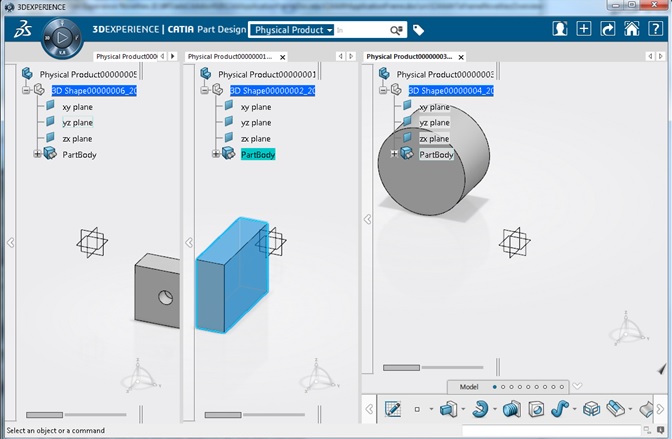 3DEXPERIENCE
3DEXPERIENCE | CATIA Part Design
Physical Product
In
Search
Physical Product0000
Physical Product00000001...
Physical Product00000003...
Physical Product00000005
3D Shape00000006_20
xy plane
yz plane
zx plane
PartBody
Physical Product00000001
3D Shape00000002_20
xy plane
yz plane
zx plane
PartBody
Physical Product00000003
3D Shape00000004_20
xy plane
yz plane
zx plane
PartBody
Model
Select an object or a command